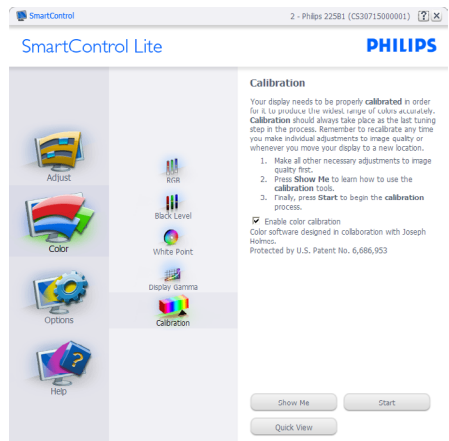 SmartControl
2 - Philips 225B1 (CS30715000001)
SmartControl Lite
PHILIPS
Adjust
Color
Options
Help
RGB
Black Level
White Point
Display Gamma
Calibration
Calibration
Your display needs to be properly calibrated in order
for it to produce the widest range of colors accurately.
Calibration should always take place as the last tuning
step in the process. Remember to recalibrate any time
you make individual adjustments to image quality or
whenever you move your display to a new location.
1. Make all other necessary adjustments to image
quality first.
2. Press Show Me to learn how to use the
calibration tools.
3. Finally, press Start to begin the calibration
process.
Enable color calibration
Color software designed in collaboration with Joseph
Holmes.
Protected by U.S. Patent No. 6,686,953
Show Me
Start
Quick View